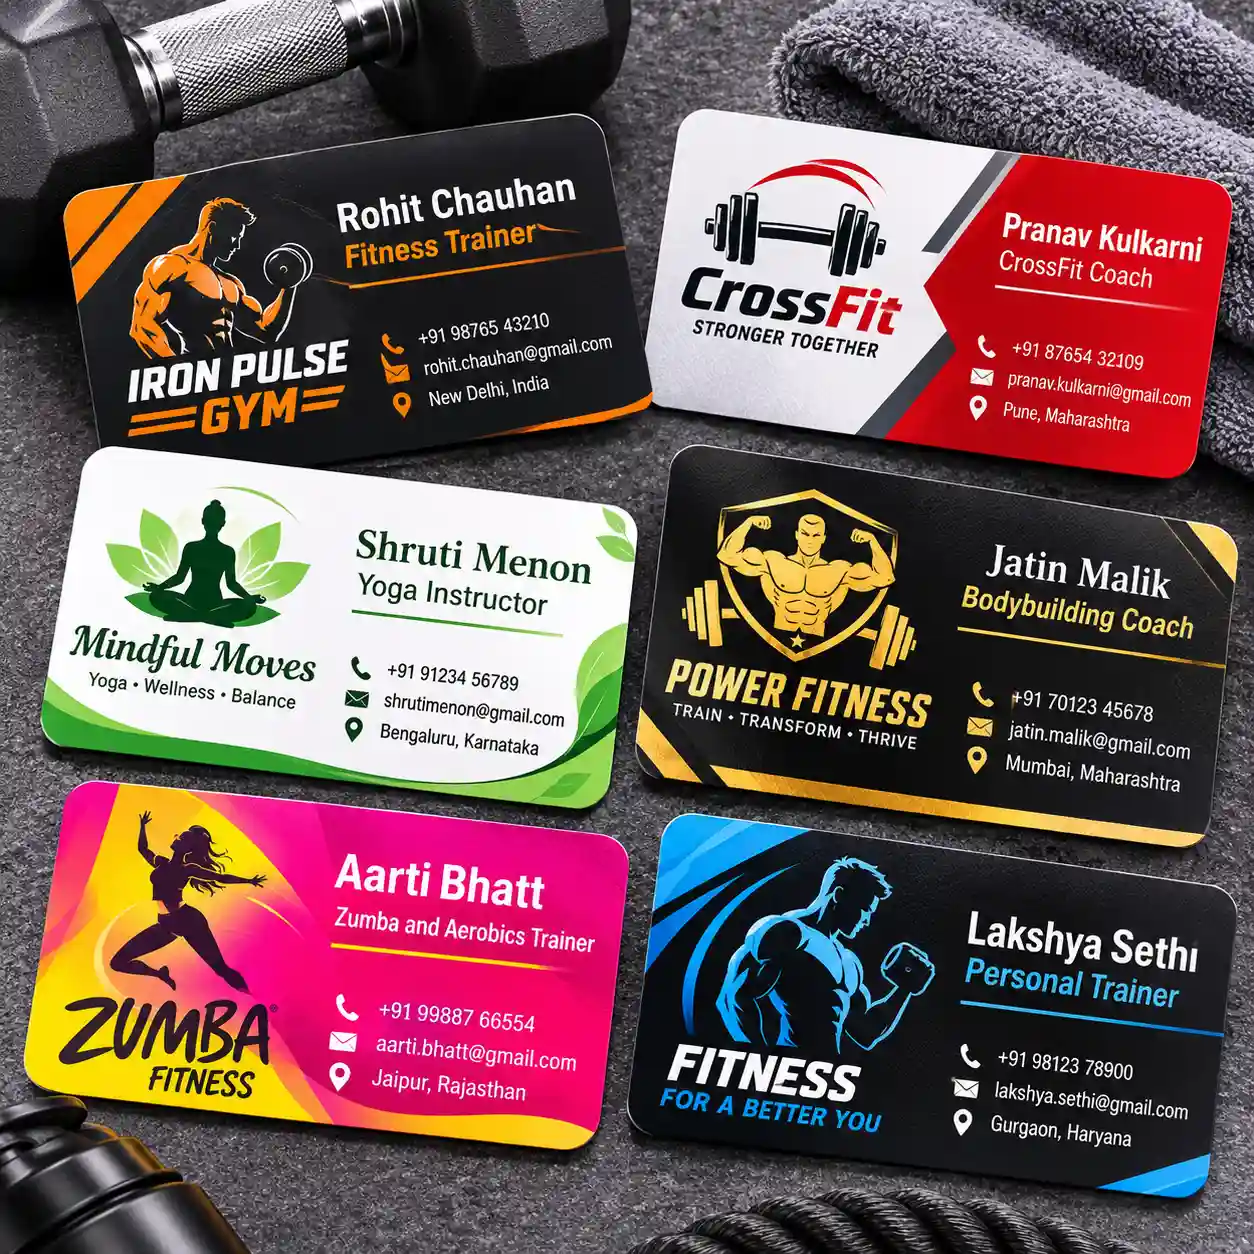 IRON PULSE
GYM
Rohit Chauhan
Fitness Trainer
+91 98765 43210
rohit.chauhan@gmail.com
New Delhi, India
CrossFit
STRONGER TOGETHER
Pranav Kulkarni
CrossFit Coach
+91 87654 32109
pranav.kulkarni@gmail.com
Pune, Maharashtra
Mindful Moves
Yoga • Wellness • Balance
Shruti Menon
Yoga Instructor
+91 91234 56789
shrutimenon@gmail.com
Bengaluru, Karnataka
POWER FITNESS
TRAIN • TRANSFORM • THRIVE
Jatin Malik
Bodybuilding Coach
+91 70123 45678
jatin.malik@gmail.com
Mumbai, Maharashtra
ZUMBA®
FITNESS
Aarti Bhatt
Zumba and Aerobics Trainer
+91 99887 66554
aarti.bhatt@gmail.com
Jaipur, Rajasthan
FITNESS
FOR A BETTER YOU
Lakshya Sethi
Personal Trainer
+91 98123 78900
lakshya.sethi@gmail.com
Gurgaon, Haryana